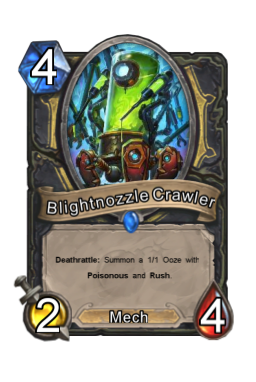 4
Blightnozzle Crawler
Deathrattle: Summon a 1/1 Ooze with
Poisonous and Rush.
2
Mech
4